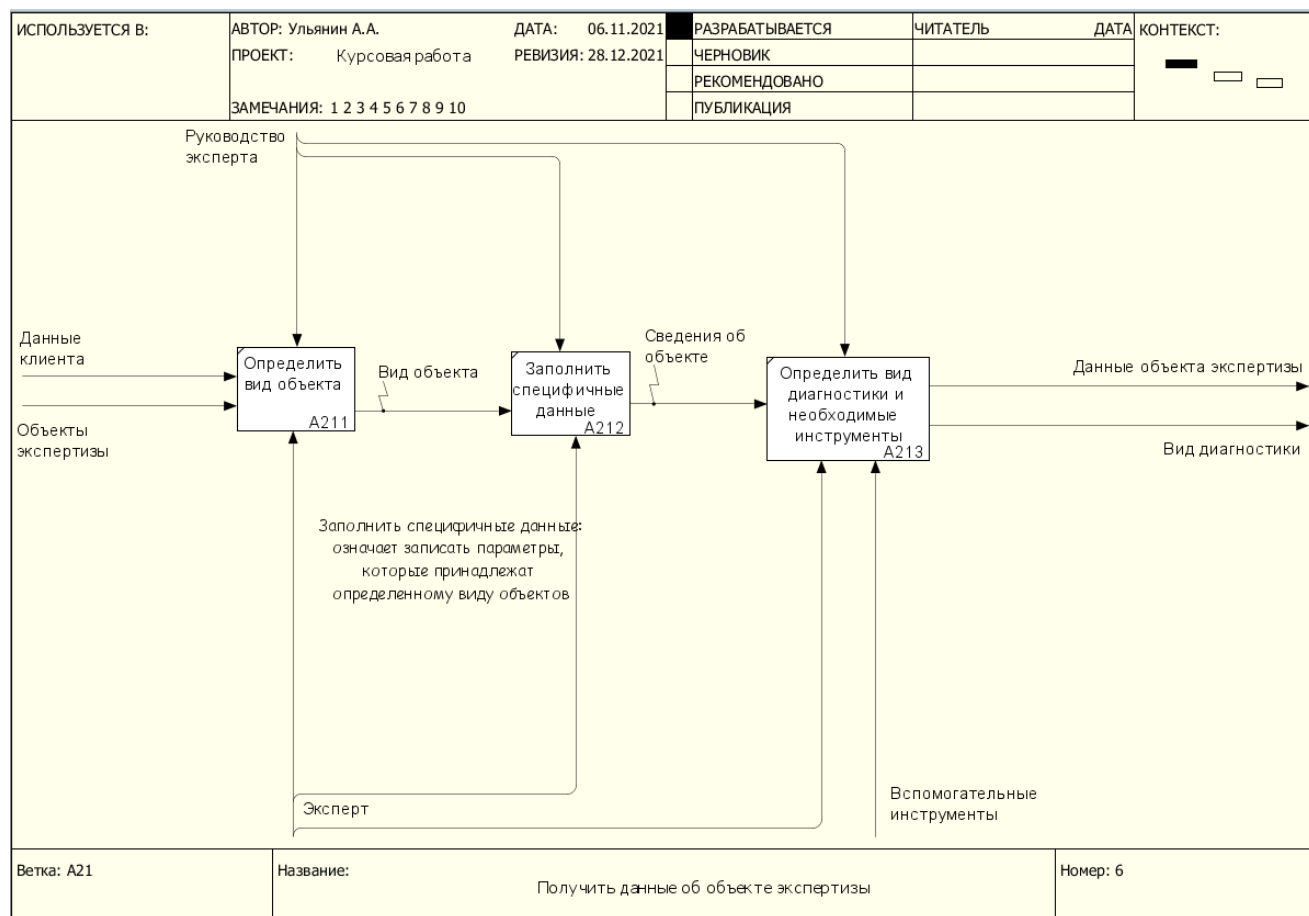 ИСПОЛЬЗУЕТСЯ В:
АВТОР: Ульянин А.А.
ДАТА: 06.11.2021
ПРОЕКТ: Курсовая работа
РЕВИЗИЯ: 28.12.2021
ЗАМЕЧАНИЯ: 1 2 3 4 5 6 7 8 9 10
РАЗРАБАТЫВАЕТСЯ
ЧЕРНОВИК
РЕКОМЕНДОВАНО
ПУБЛИКАЦИЯ
ЧИТАТЕЛЬ
ДАТА
КОНТЕКСТ:
Руководство
эксперта
Данные
клиента
Объекты
экспертизы
Определить
вид объекта
A211
Вид объекта
Заполнить
специфичные
данные
A212
Сведения об
объекте
Определить вид
диагностики и
необходимые
инструменты
A213
Данные объекта экспертизы
Вид диагностики
Заполнить специфичные данные:
означает записать параметры,
которые принадлежат
определенному виду объектов
Эксперт
Вспомогательные
инструменты
Ветка: A21
Название:
Получить данные об объекте экспертизы
Номер: 6